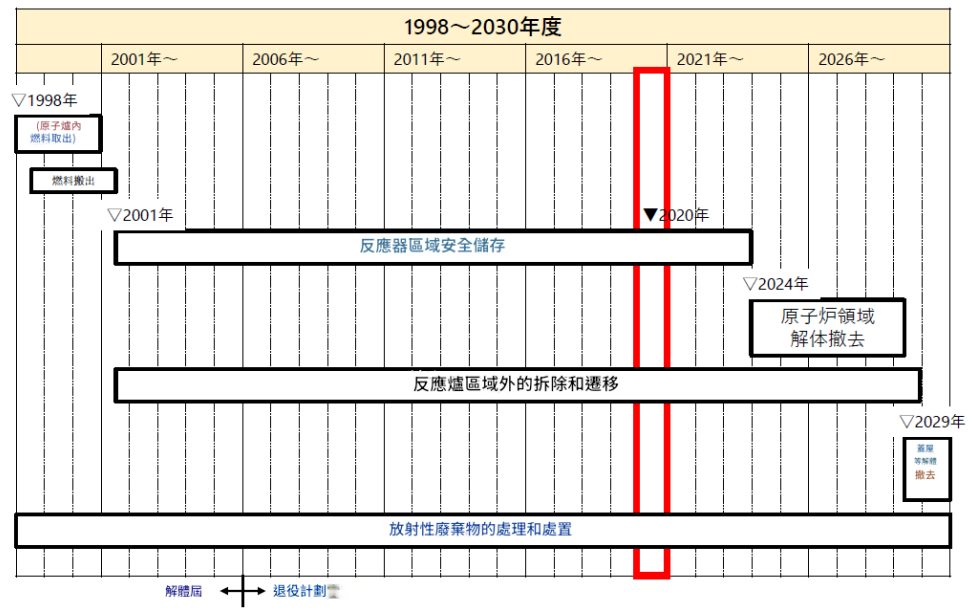 1998～2030年度
2001年～
2006年～
2011年～
2016年～
2021年～
2026年～
▽1998年
(原子爐內
燃料取出)
燃料搬出
▽2001年
▼2020年
反應器區域安全儲存
▽2024年
原子炉領域
解体撤去
反應爐區域外的拆除和遷移
▽2029年
蓋屋
等解體
撤去
放射性廢棄物的處理和處置
解體屆
退役計劃